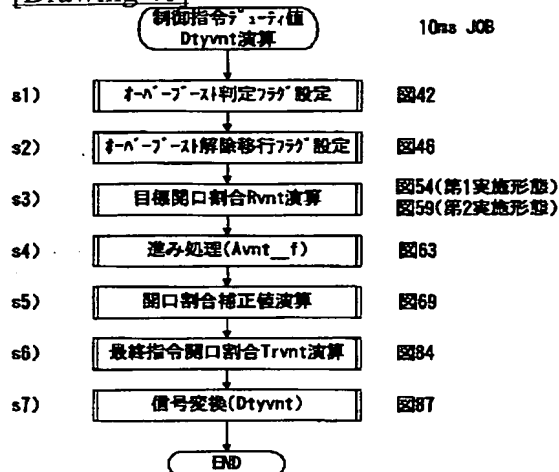 制御指令ﾃﾞｭｰﾃｨ値
Dtyvnt演算
10ms JOB
s1) ｵｰﾊﾞｰﾌﾞｰｽﾄ判定ﾌﾗｸﾞ設定 図42
s2) ｵｰﾊﾞｰﾌﾞｰｽﾄ解除移行ﾌﾗｸﾞ設定 図46
s3) 目標開口割合Rvnt演算 図54(第1実施形態)
図59(第2実施形態)
s4) 進み処理(Avnt_f) 図63
s5) 開口割合補正値演算 図69
s6) 最終指令開口割合Trvnt演算 図84
s7) 信号変換(Dtyvnt) 図87
END